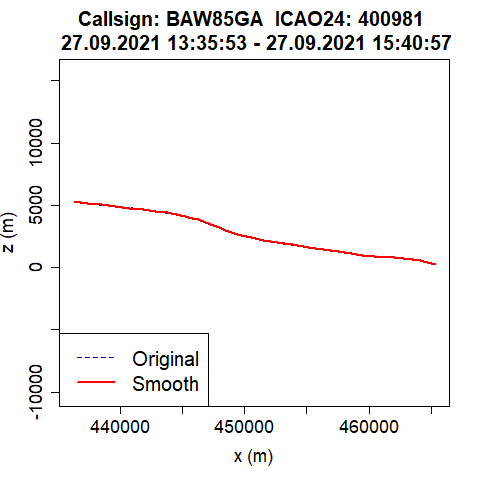 Callsign: BAW85GA  ICAO24: 400981
27.09.2021 13:35:53 - 27.09.2021 15:40:57
z (m)
10000
5000
0
-10000
Original
Smooth
440000 450000 460000
x (m)